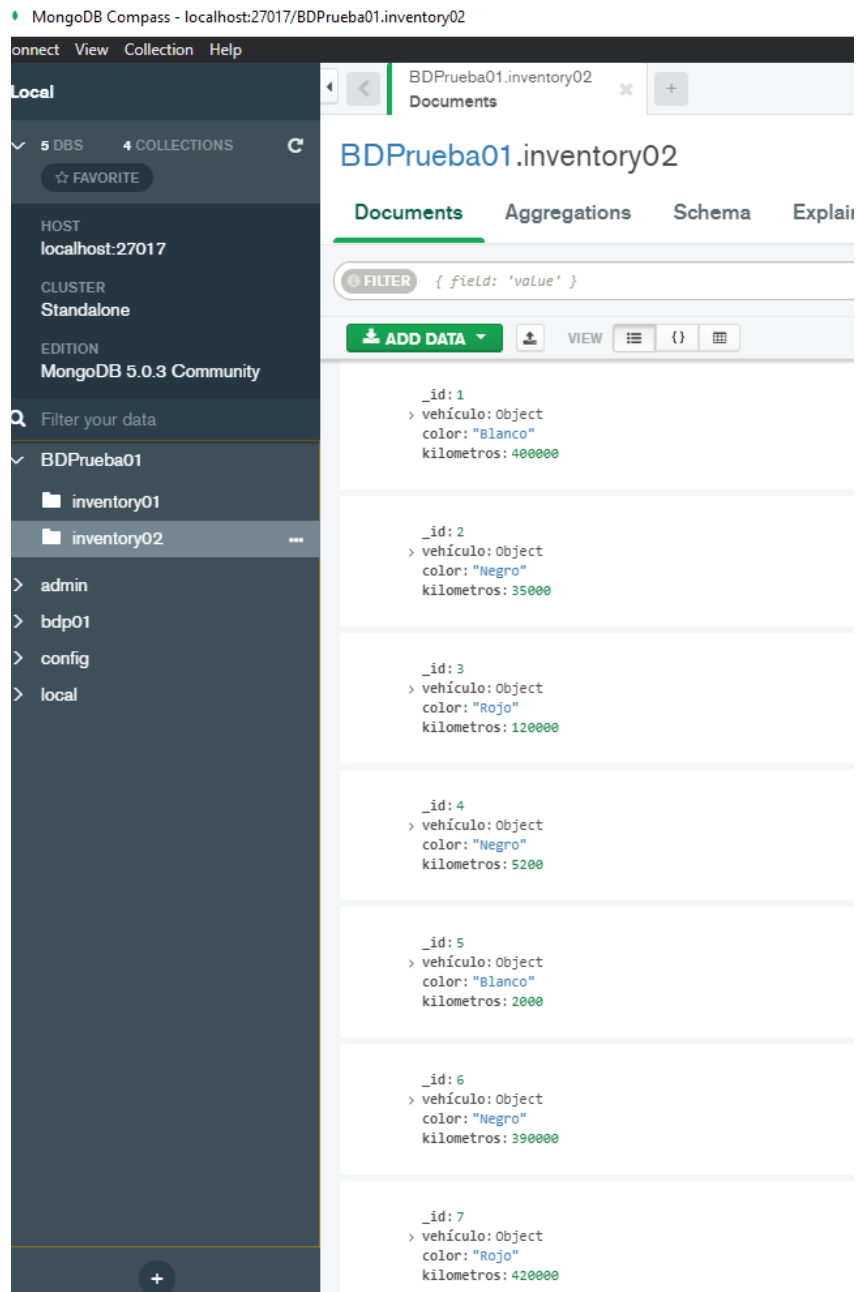 MongoDB Compass - localhost:27017/BDPrueba01.inventory02
onnect View Collection Help
Local
5 DBS 4 COLLECTIONS
FAVORITE
HOST
localhost:27017
CLUSTER
Standalone
EDITION
MongoDB 5.0.3 Community
Filter your data
BDPrueba01
inventory01
inventory02
admin
bdp01
config
local
BDPrueba01.inventory02
Documents
BDPrueba01.inventory02
Documents Aggregations Schema Explain
FILTER { field: 'value' }
ADD DATA VIEW {}
_id: 1
vehículo: Object
color: "Blanco"
kilometros: 400000
_id: 2
vehículo: Object
color: "Negro"
kilometros: 35000
_id: 3
vehículo: Object
color: "Rojo"
kilometros: 120000
_id: 4
vehículo: Object
color: "Negro"
kilometros: 5200
_id: 5
vehículo: Object
color: "Blanco"
kilometros: 2000
_id: 6
vehículo: Object
color: "Negro"
kilometros: 390000
_id: 7
vehículo: Object
color: "Rojo"
kilometros: 420000